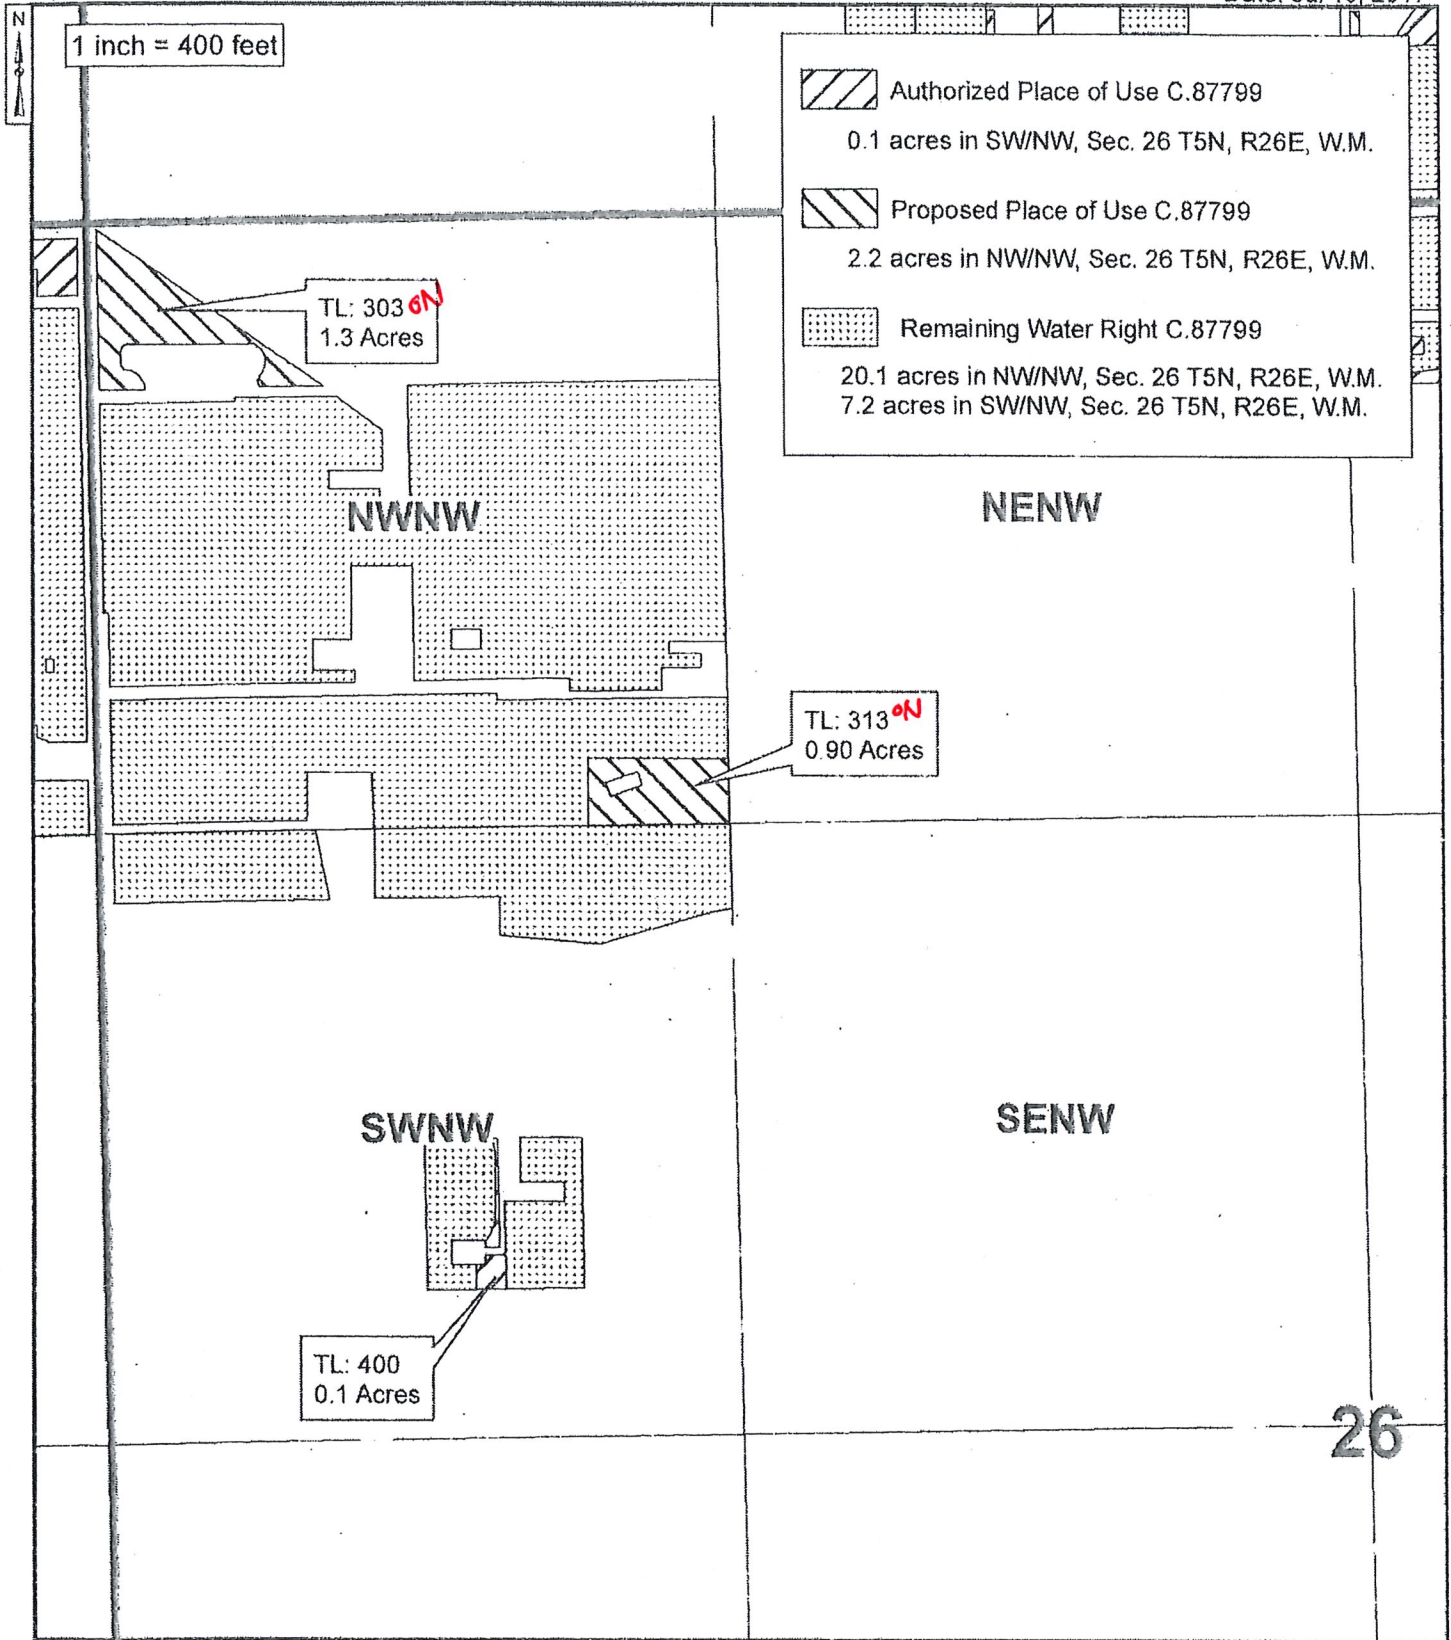 N
1 inch = 400 feet
Authorized Place of Use C.87799
0.1 acres in SW/NW, Sec. 26 T5N, R26E, W.M.
Proposed Place of Use C.87799
2.2 acres in NW/NW, Sec. 26 T5N, R26E, W.M.
Remaining Water Right C.87799
20.1 acres in NW/NW, Sec. 26 T5N, R26E, W.M.
7.2 acres in SW/NW, Sec. 26 T5N, R26E, W.M.
TL: 303 ON
1.3 Acres
NWNW
NENW
TL: 313 ON
0.90 Acres
SWNW
SENW
TL: 400
0.1 Acres
26